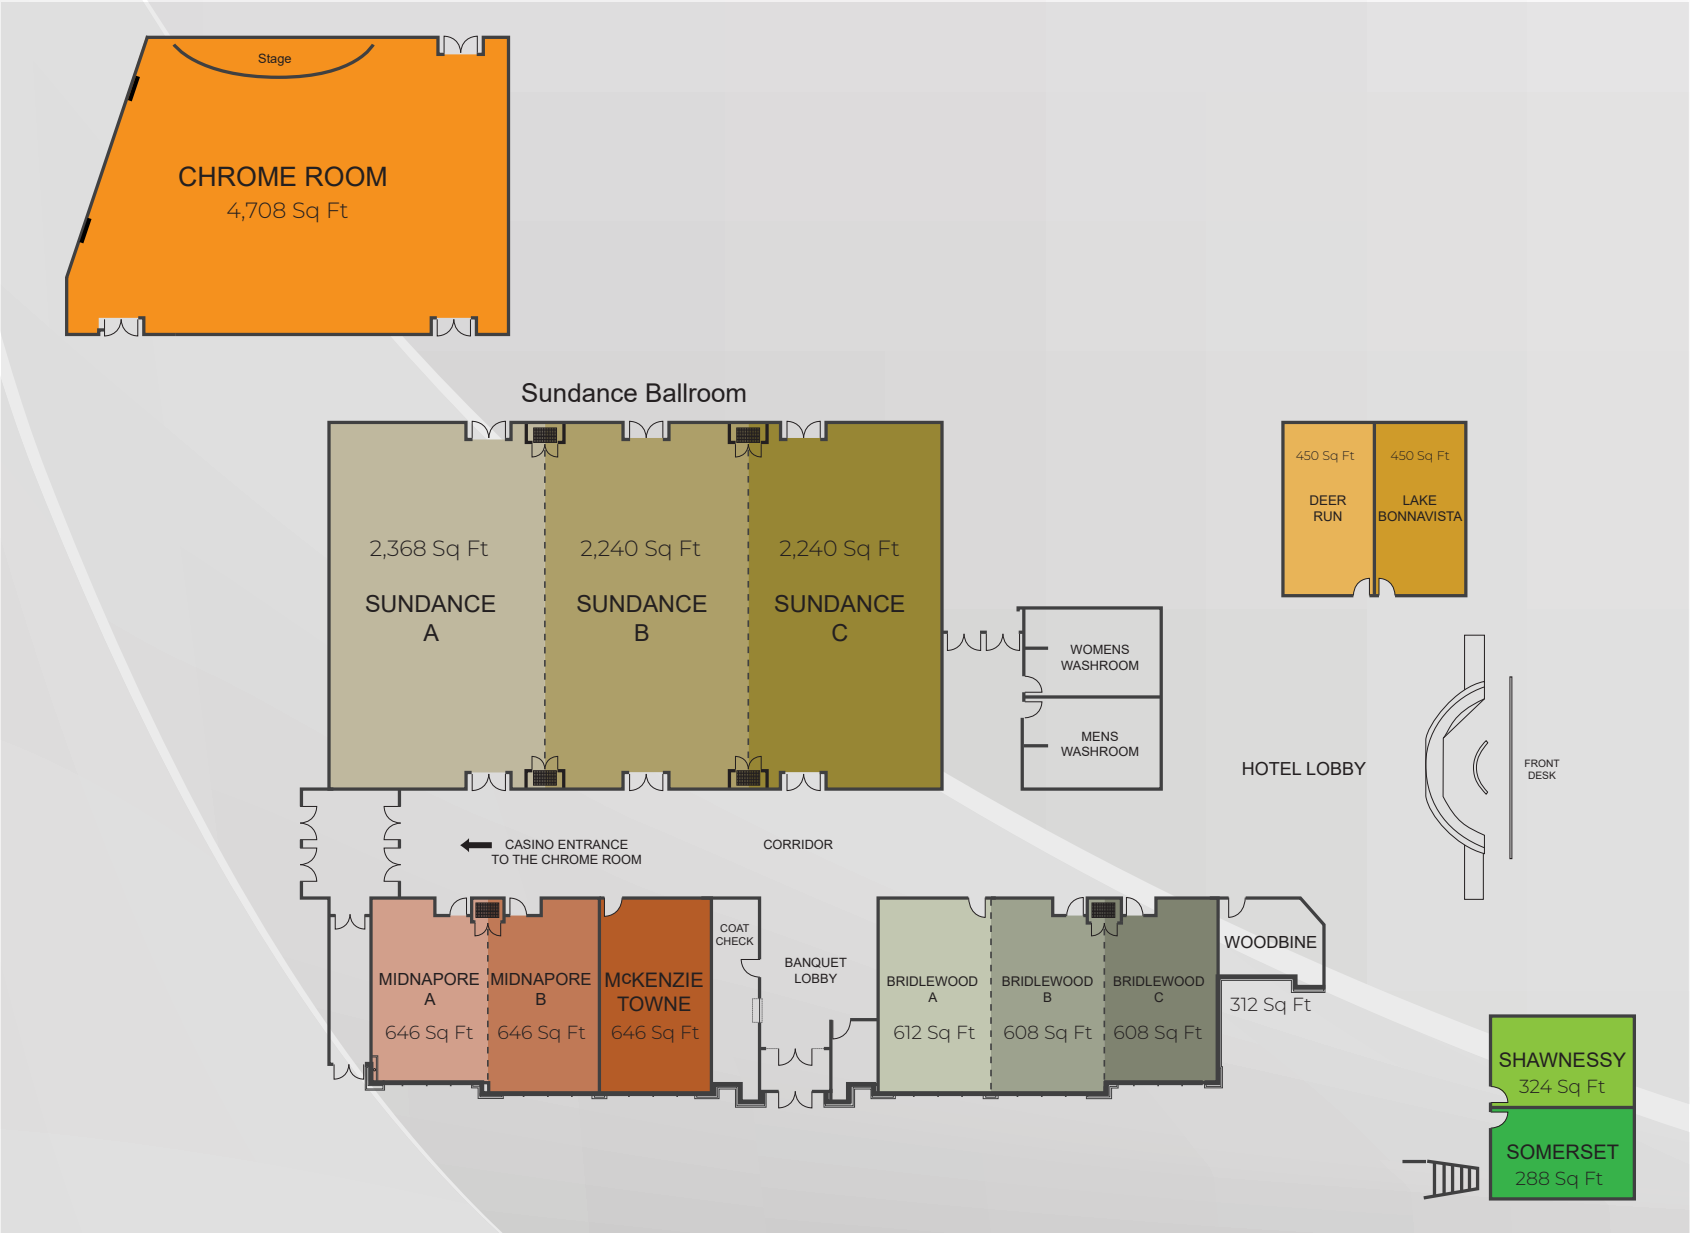 Stage
CHROME ROOM
4,708 Sq Ft
Sundance Ballroom
2,368 Sq Ft
SUNDANCE
A
2,240 Sq Ft
SUNDANCE
B
2,240 Sq Ft
SUNDANCE
C
450 Sq Ft
DEER
RUN
450 Sq Ft
LAKE
BONNAVISTA
WOMENS
WASHROOM
MENS
WASHROOM
HOTEL LOBBY
FRONT
DESK
CASINO ENTRANCE
TO THE CHROME ROOM
CORRIDOR
MIDNAPORE
A
646 Sq Ft
MIDNAPORE
B
646 Sq Ft
McKENZIE
TOWNE
646 Sq Ft
COAT
CHECK
BANQUET
LOBBY
BRIDLEWOOD
A
612 Sq Ft
BRIDLEWOOD
B
608 Sq Ft
BRIDLEWOOD
C
608 Sq Ft
WOODBINE
312 Sq Ft
SHAWNESSY
324 Sq Ft
SOMERSET
288 Sq Ft